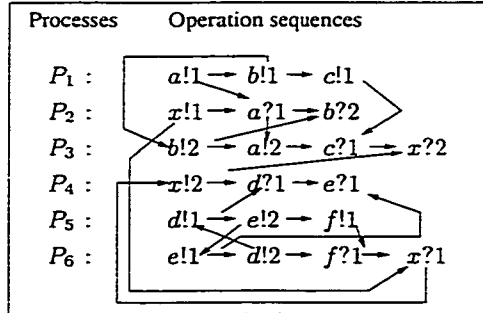 Processes Operation sequences
P1 : a!1 b!1 c!1
P2 : x!1 a?1 b?2
P3 : b!2 a!2 c?1 x?2
P4 : x!2 d?1 e?1
P5 : d!1 e!2 f!1
P6 : e!1 d!2 f?1 x?1